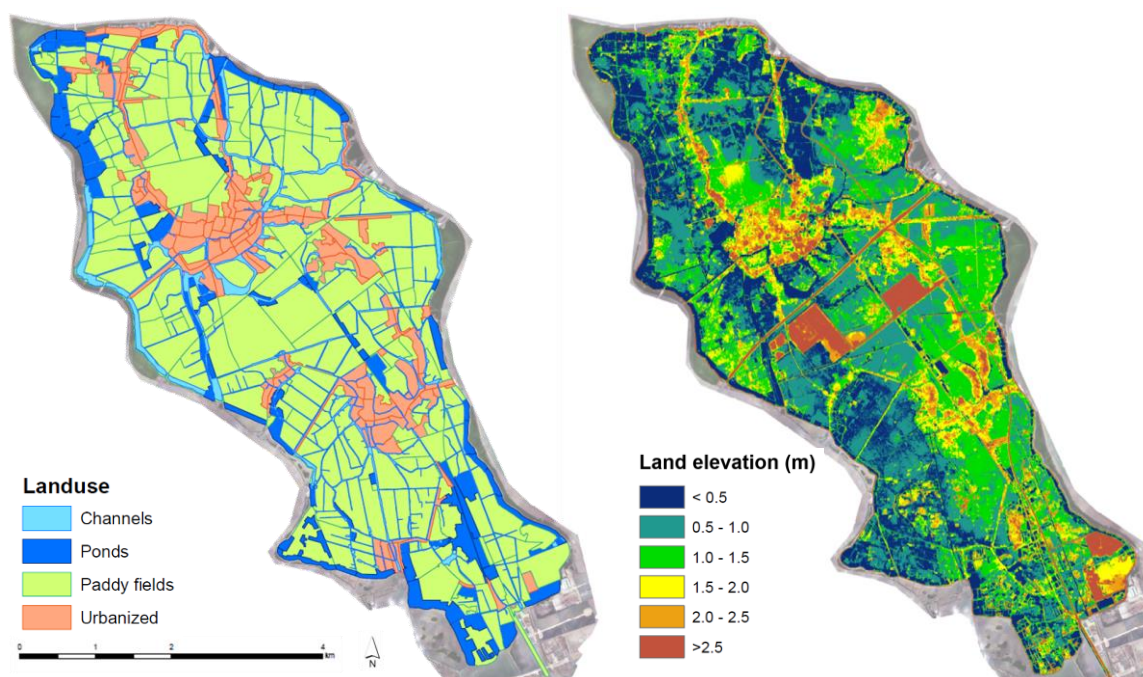 Landuse
Channels
Ponds
Paddy fields
Urbanized
0 1 2 4
km
N
Land elevation (m)
< 0.5
0.5 - 1.0
1.0 - 1.5
1.5 - 2.0
2.0 - 2.5
>2.5